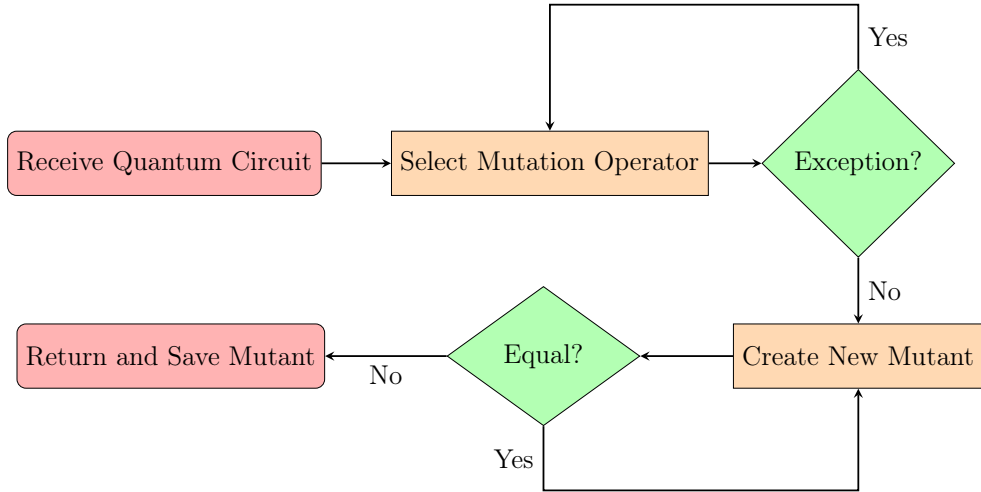 Yes
Receive Quantum Circuit
Select Mutation Operator
Exception?
No
Return and Save Mutant
No
Equal?
Create New Mutant
Yes